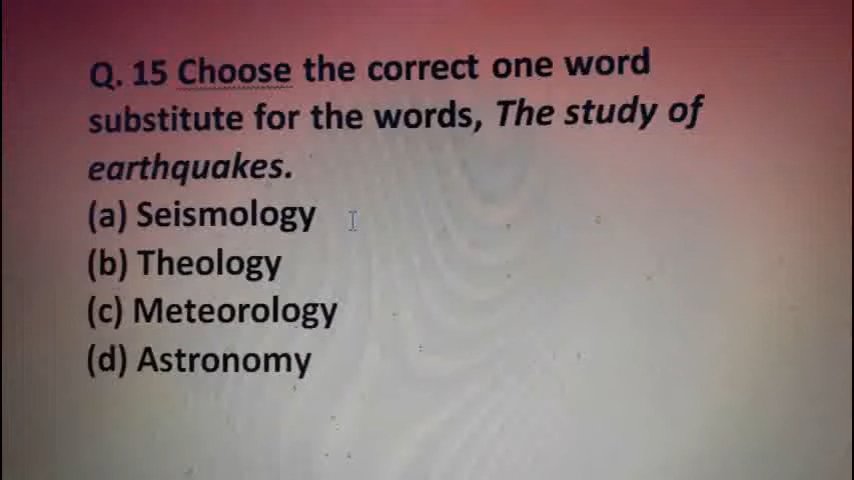 Q. 15 Choose the correct one word
substitute for the words, The study of
earthquakes.
(a) Seismology
(b) Theology
(c) Meteorology
(d) Astronomy